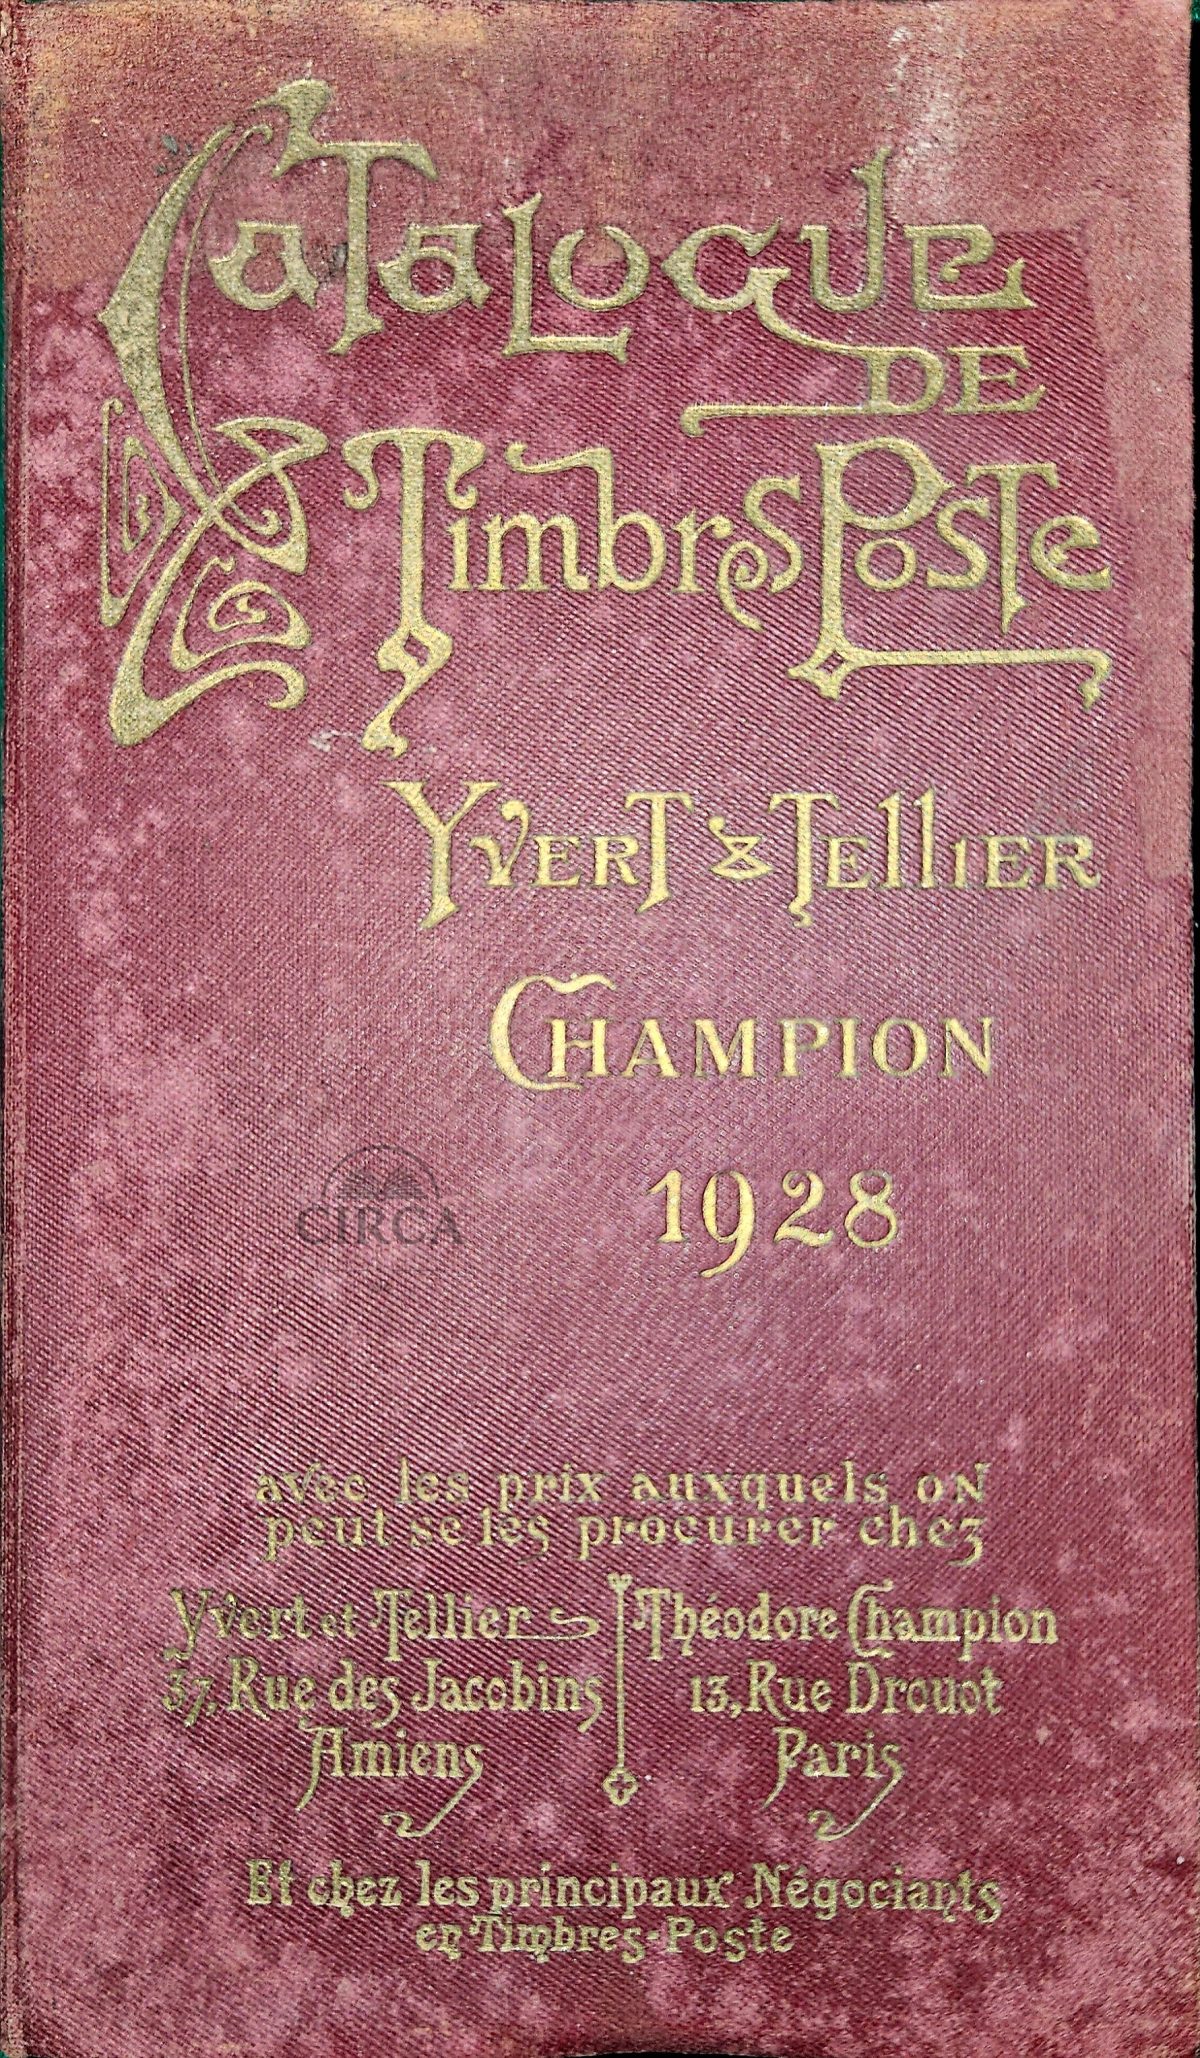 Catalogue
DE
Timbres Poste
Yvert & Tellier
Champion
1928
CIRCA
avec les prix auxquels on
peut se les procurer chez
Yvert et Tellier
37, Rue des Jacobins
Amiens
Théodore Champion
13, Rue Drouot
Paris
Et chez les principaux Négociants
en Timbres-Poste